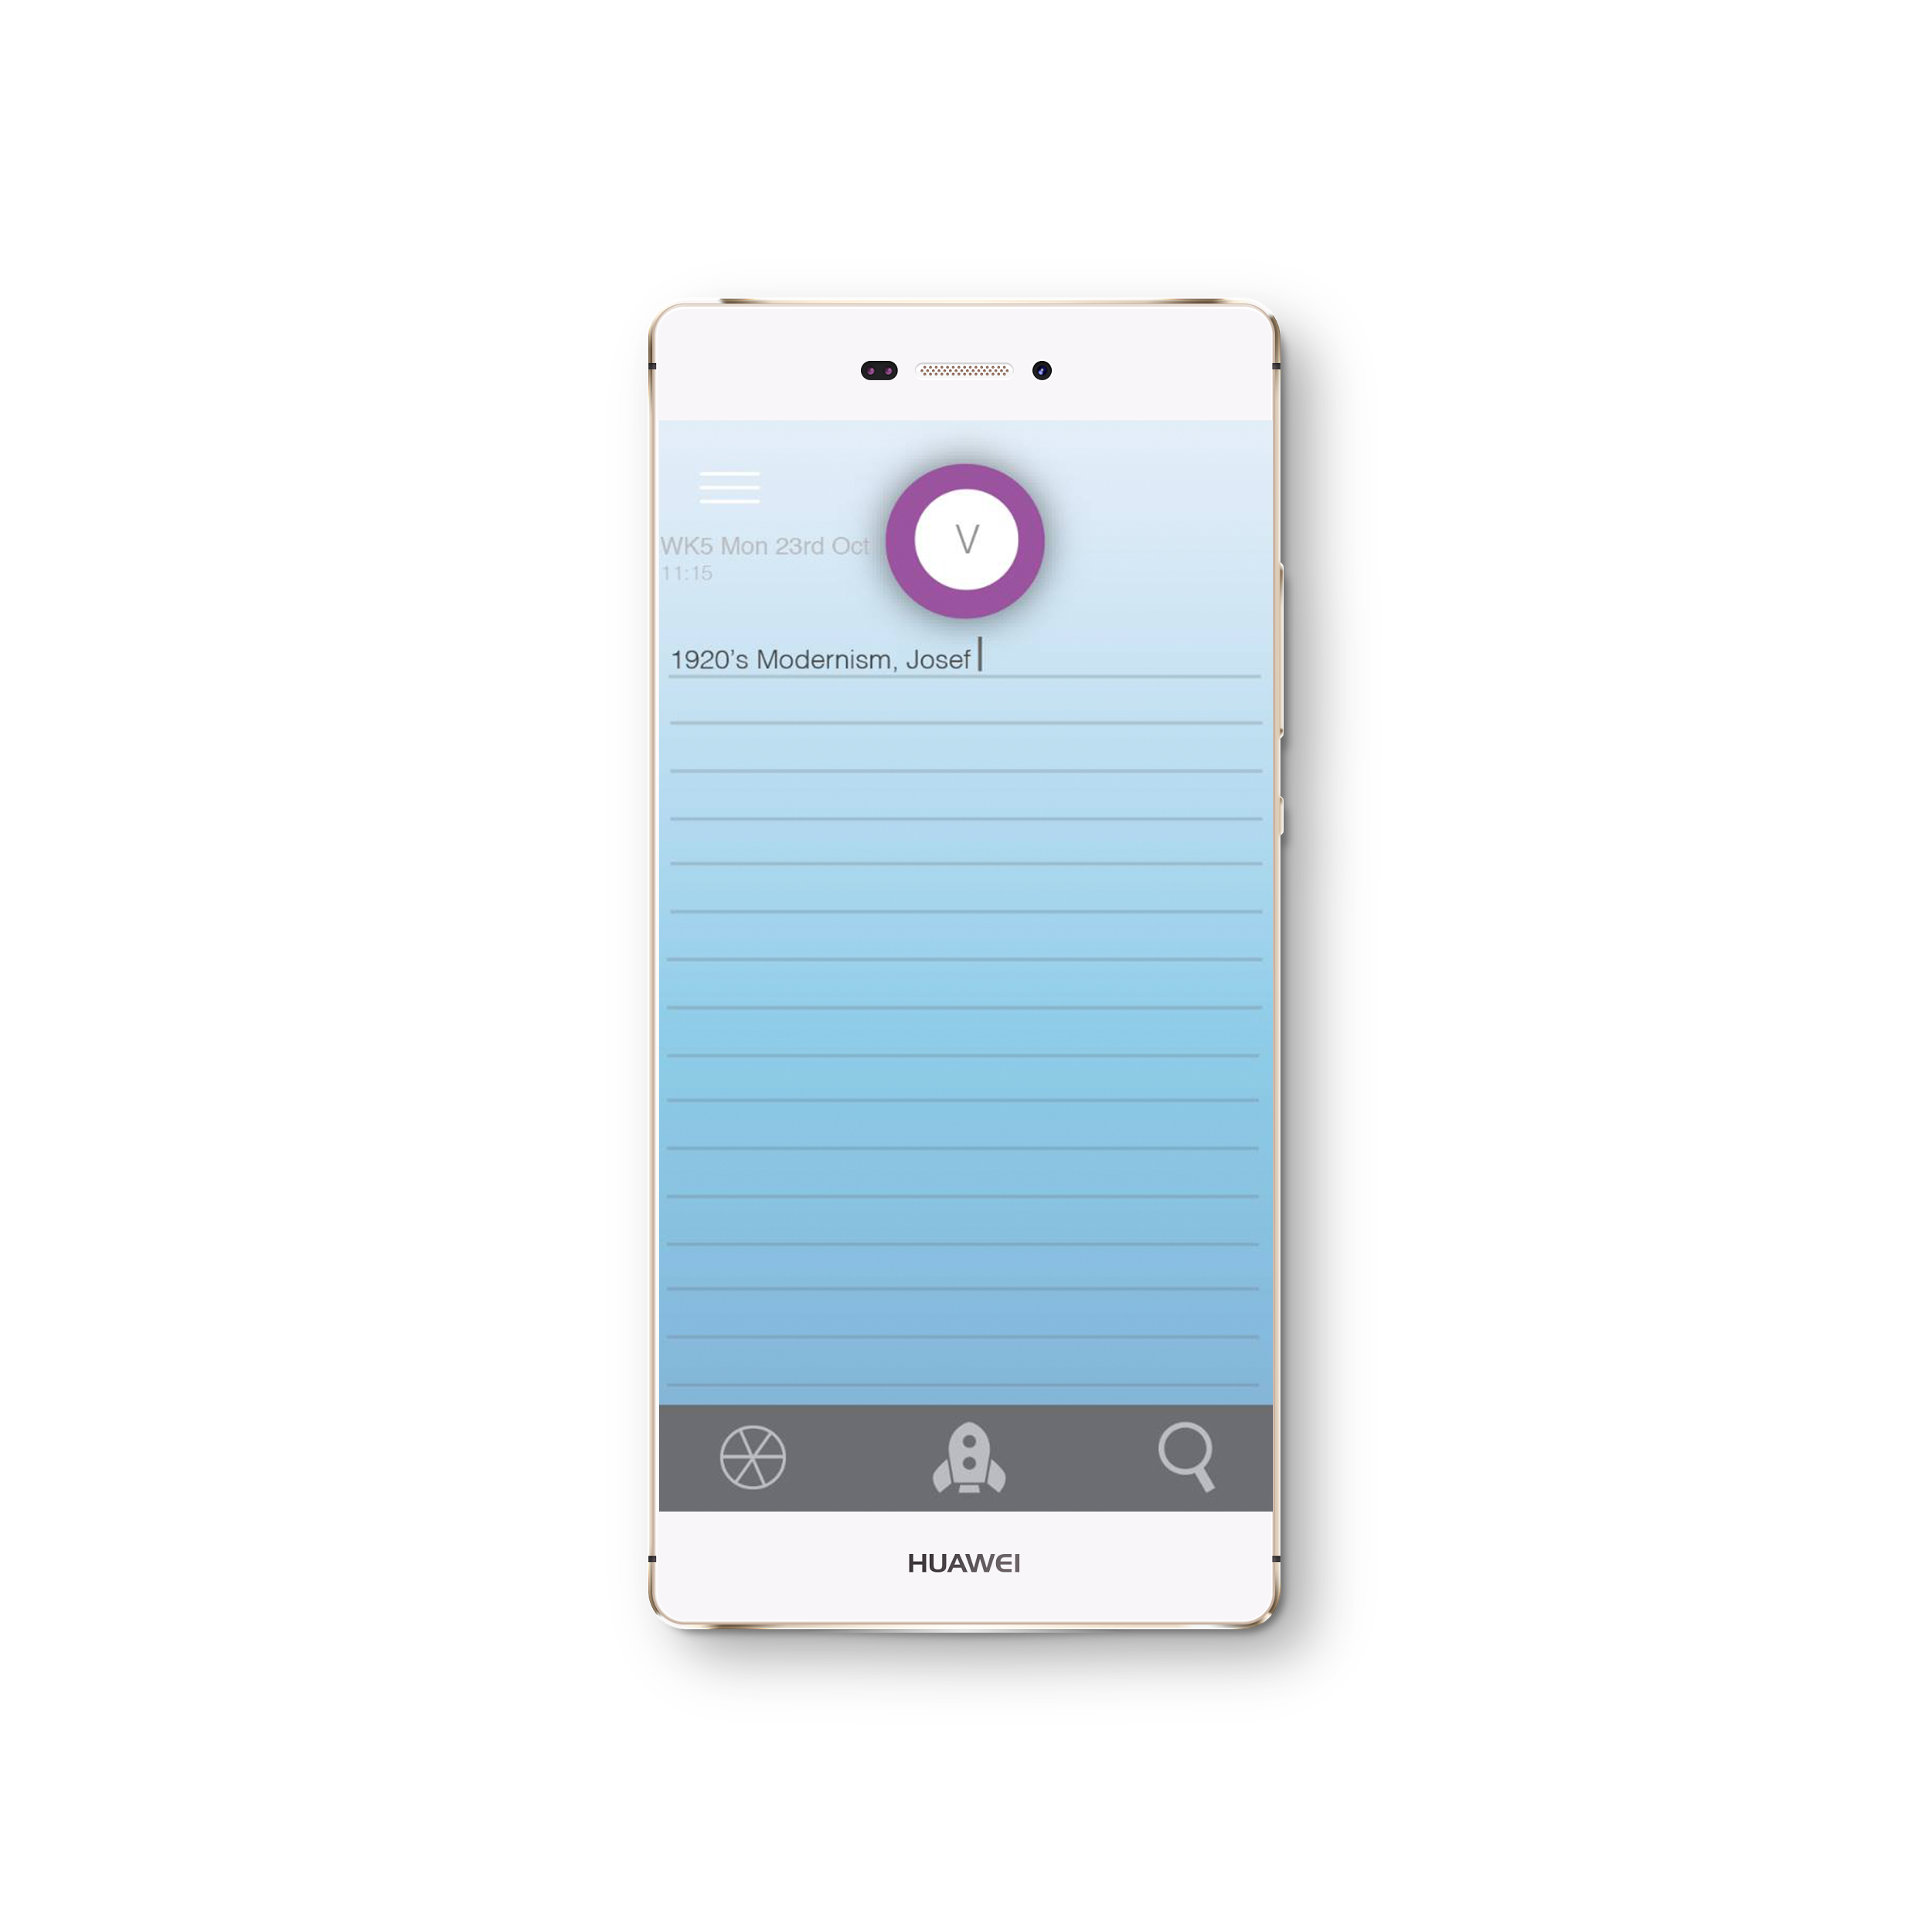 V
WK5 Mon 23rd Oct
11:15
1920’s Modernism, Josef
HUAWEI